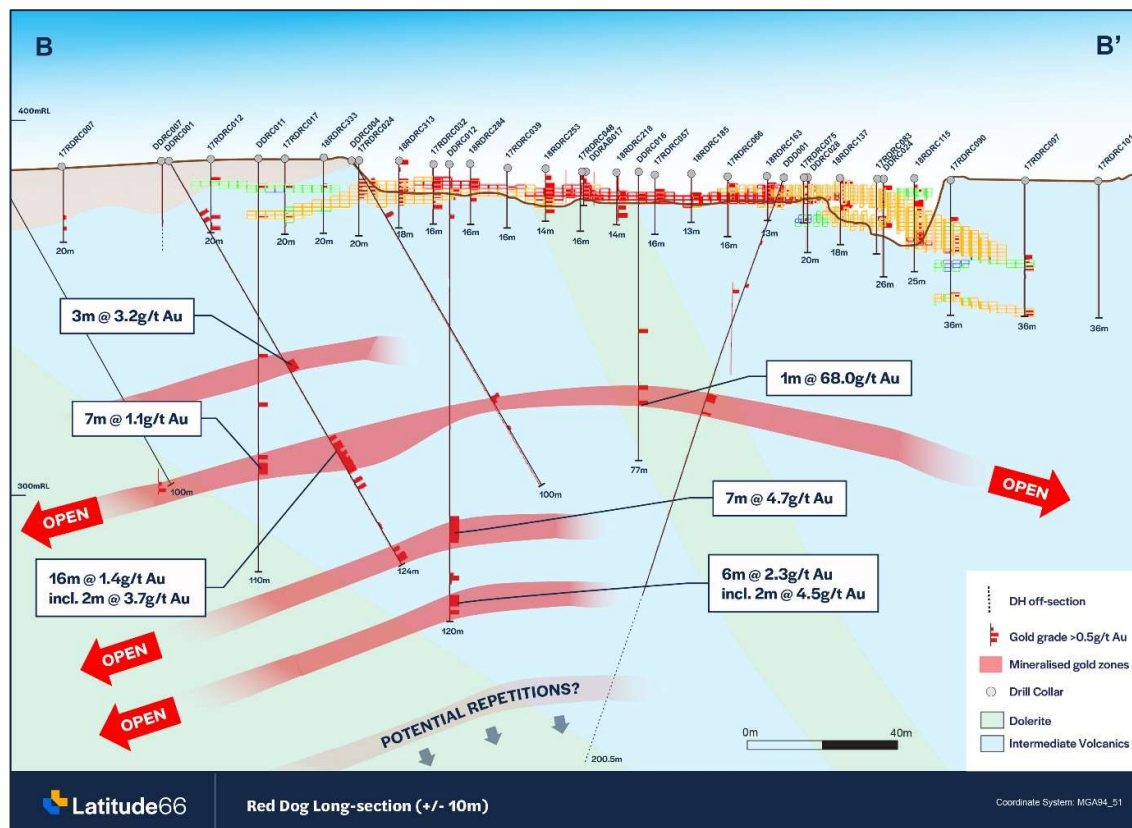 B
B'
400mRL
17RDRC007
DDRC007
DDRC001
17RDRC012
DDRC011
17RDRC017
18RDRC333
DDRC004
17RDRC024
18RDRC313
17RDRC032
DDRC012
18RDRC284
17RDRC039
18RDRC253
17RDRC048
DDRAB017
18RDRC218
DDRC016
17RDRC057
18RDRC185
17RDRC066
18RDRC163
DDD001
17RDRC075
DDRC028
18RDRC137
17RDRC083
DDRC024
18RDRC115
17RDRC090
17RDRC097
17RDRC101
20m
20m
20m
20m
20m
18m
16m
16m
16m
14m
16m
14m
16m
13m
16m
13m
20m
18m
26m
25m
36m
36m
36m
3m @ 3.2g/t Au
1m @ 68.0g/t Au
7m @ 1.1g/t Au
77m
300mRL
100m
100m
OPEN
OPEN
7m @ 4.7g/t Au
16m @ 1.4g/t Au
incl. 2m @ 3.7g/t Au
110m
124m
6m @ 2.3g/t Au
incl. 2m @ 4.5g/t Au
120m
OPEN
OPEN
POTENTIAL REPETITIONS?
200.5m
0m
40m
DH off-section
Gold grade >0.5g/t Au
Mineralised gold zones
Drill Collar
Dolerite
Intermediate Volcanics
Latitude66
Red Dog Long-section (+/- 10m)
Coordinate System: MGA94_51